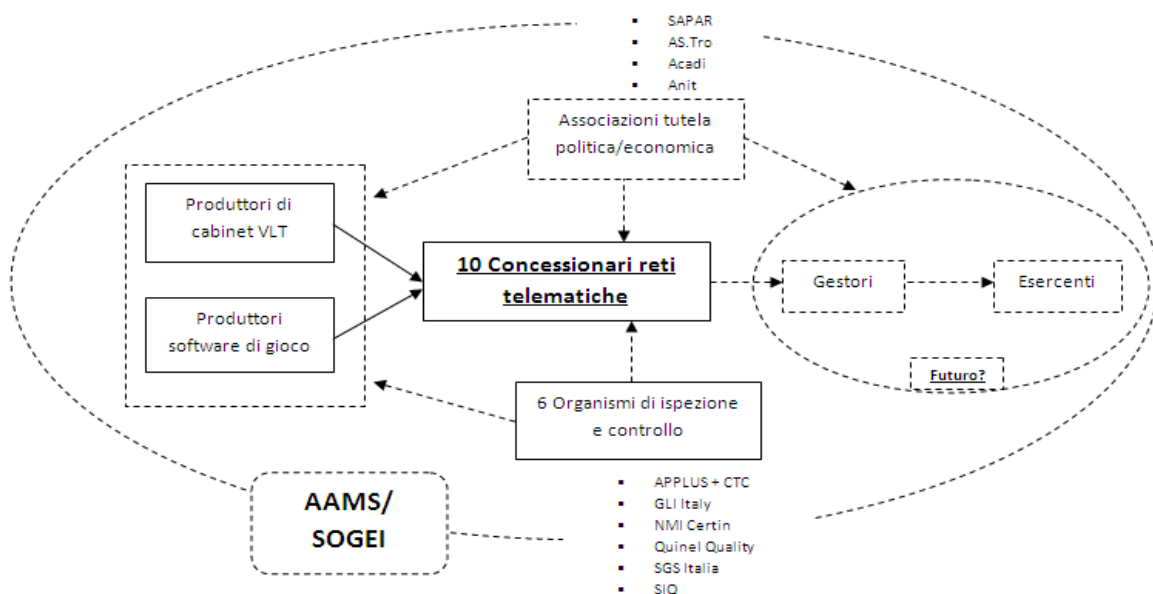 SAPAR
AS.Tro
Acadi
Anit
Associazioni tutela
politica/economica
Produttori di
cabinet VLT
10 Concessionari reti
telematiche
Gestori
Esercenti
Produttori
software di gioco
Futuro?
6 Organismi di ispezione
e controllo
AAMS/
SOGEI
APPLUS + CTC
GLI Italy
NMI Certin
Quinel Quality
SGS Italia
SIQ